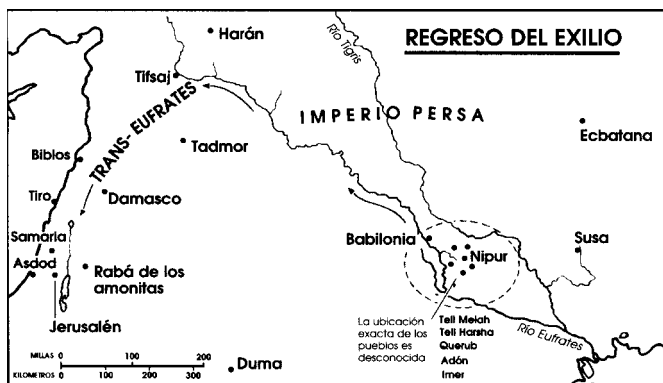 REGRESO DEL EXILIO
Harán
Río Tigris
Tifsaj
IMPERIO PERSA
TRANS-EUFRATES
Tadmor
Ecbatana
Biblos
Tiro
Damasco
Samaria
Asdod
Rabá de los
amonitas
Jerusalén
Babilonia
Nipur
Susa
La ubicación
exacta de los
pueblos es
desconocida
Tell Melah
Tell Harsha
Querub
Adón
Imer
Río Eufrates
MILLAS 0 100 200
KILOMETROS 0 100 200 300
Duma